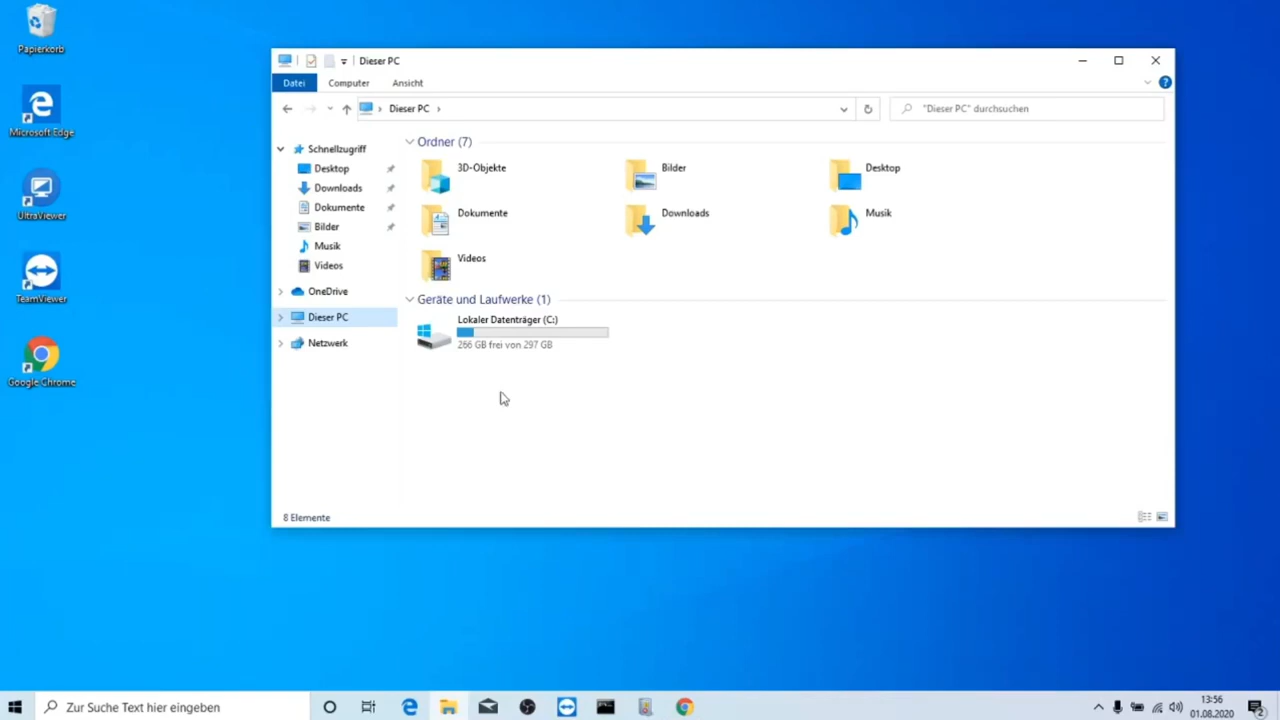 Papierkorb
Microsoft Edge
UltraViewer
TeamViewer
Google Chrome
Dieser PC
Datei Computer Ansicht
Dieser PC
"Dieser PC" durchsuchen
Schnellzugriff
Desktop
Downloads
Dokumente
Bilder
Musik
Videos
OneDrive
Dieser PC
Netzwerk
Ordner (7)
3D-Objekte
Bilder
Desktop
Dokumente
Downloads
Musik
Videos
Geräte und Laufwerke (1)
Lokaler Datenträger (C:)
266 GB frei von 297 GB
8 Elemente
Zur Suche Text hier eingeben
13:56
01.08.2020
2